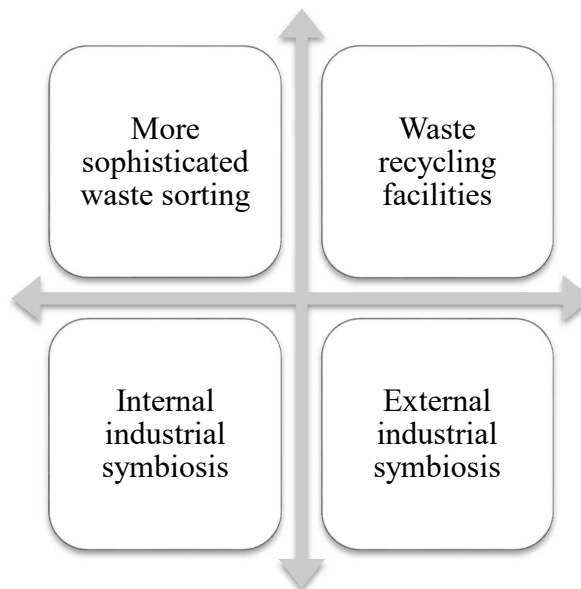 More
sophisticated
waste sorting
Waste
recycling
facilities
Internal
industrial
symbiosis
External
industrial
symbiosis